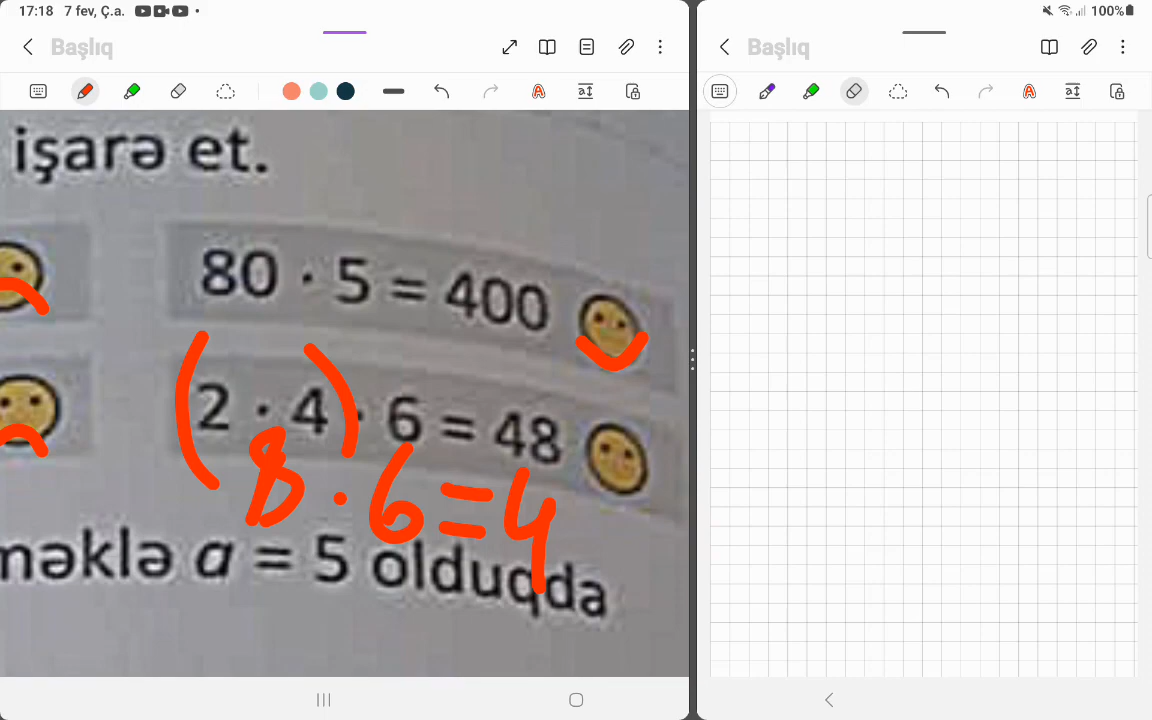 17:18 7 fev, Ç.a.
100%
Başlıq
Başlıq
işarə et.
80 · 5 = 400
(2 · 4) · 6 = 48
8 · 6 = 4
məklə a = 5 olduqda